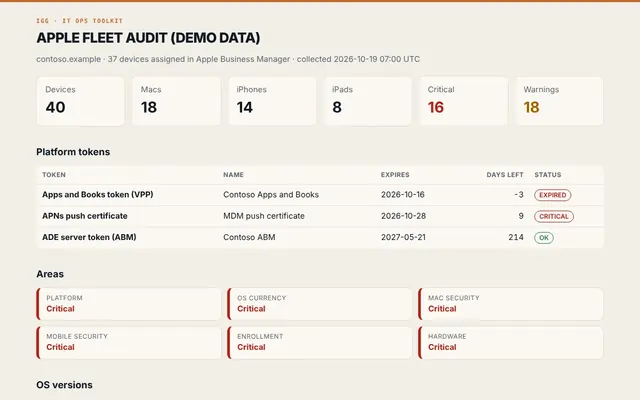 IGG · IT OPS TOOLKIT
APPLE FLEET AUDIT (DEMO DATA)
contoso.example · 37 devices assigned in Apple Business Manager · collected 2026-10-19 07:00 UTC
Devices Macs iPhones iPads Critical Warnings
40 18 14 8 16 18
Platform tokens
TOKEN NAME EXPIRES DAYS LEFT STATUS
Apps and Books token (VPP) Contoso Apps and Books 2026-10-16 -3 EXPIRED
APNs push certificate MDM push certificate 2026-10-28 9 CRITICAL
ADE server token (ABM) Contoso ABM 2027-05-21 214 OK
Areas
PLATFORM OS CURRENCY MAC SECURITY
Critical Critical Critical
MOBILE SECURITY ENROLLMENT HARDWARE
Critical Critical Critical
OS versions